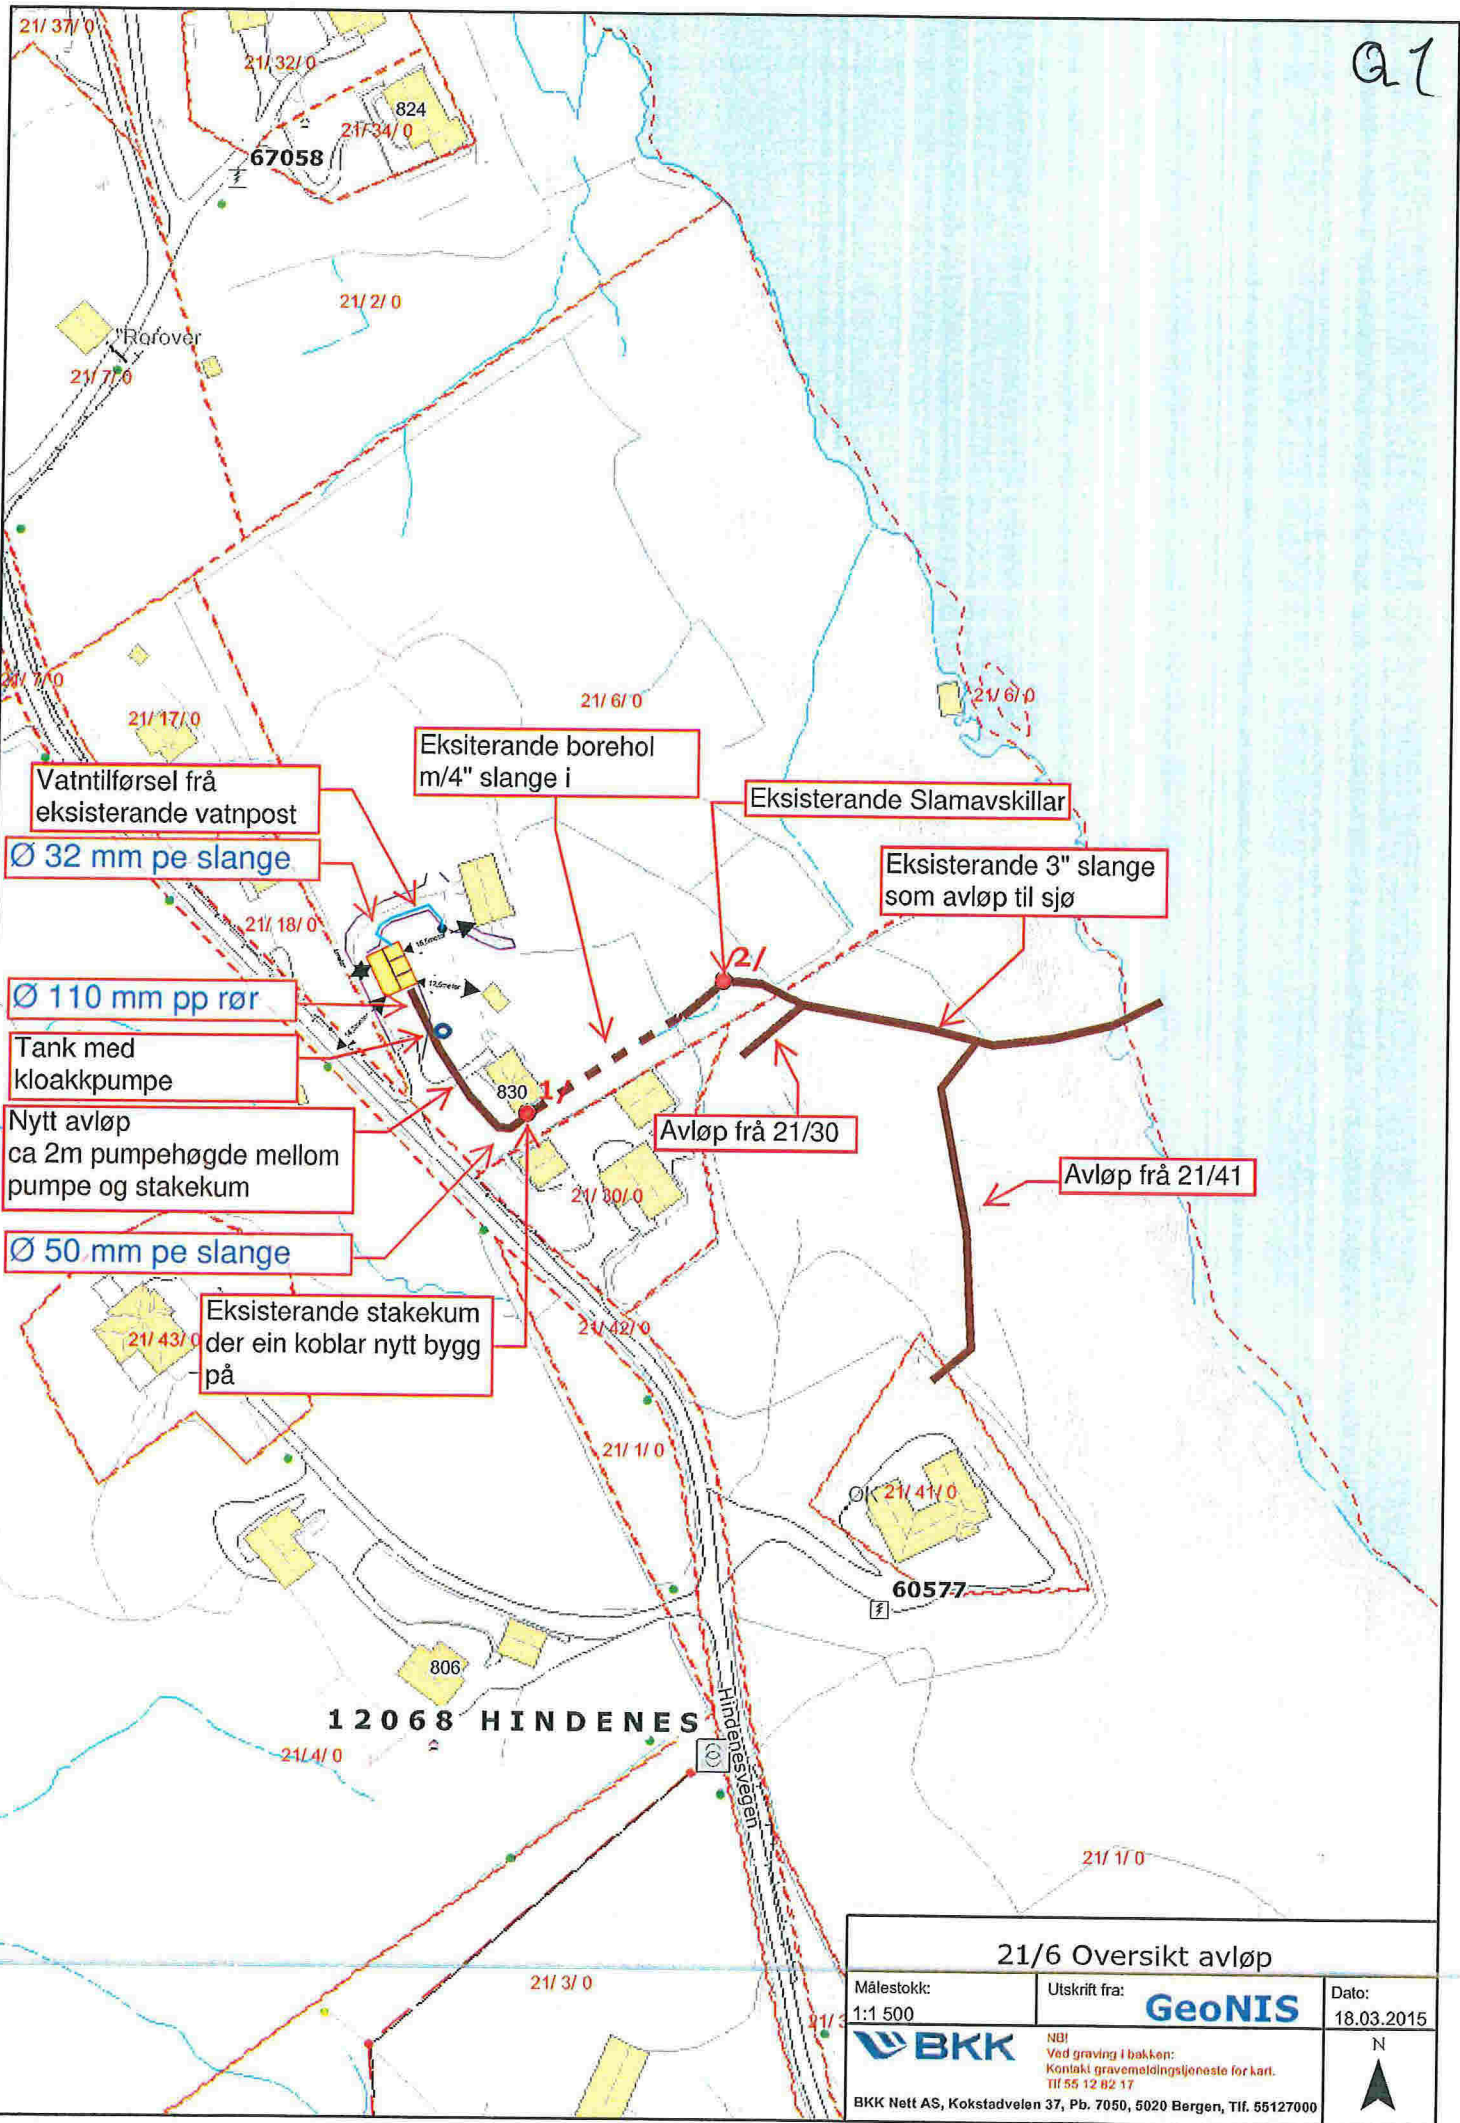 Q1
21/ 37/ 0
21/ 32/ 0
824
21/ 34/ 0
67058
21/ 2/ 0
"Rorover
21/ 7/ 0
21/ 7/ 0
21/ 17/ 0
21/ 6/ 0
21/ 6/ 0
Eksiterande borehol
m/4" slange i
Vatntilførsel frå
eksisterande vatnpost
Eksisterande Slamavskillar
Ø 32 mm pe slange
Eksisterande 3" slange
som avløp til sjø
21/ 18/ 0
2/
Ø 110 mm pp rør
Tank med
kloakkpumpe
830
1/
Nytt avløp
ca 2m pumpehøgde mellom
pumpe og stakekum
Avløp frå 21/30
Avløp frå 21/41
21/ 30/ 0
Ø 50 mm pe slange
Eksisterande stakekum
der ein koblar nytt bygg
på
21/ 43/ 0
21/ 42/ 0
21/ 1/ 0
21/ 41/ 0
60577
806
12068 HINDENES
Hindenesvegen
21/ 4/ 0
21/ 1/ 0
21/ 3/ 0
21/ 3
21/6 Oversikt avløp
Målestokk:
1:1 500
Utskrift fra:
GeoNIS
Dato:
18.03.2015
BKK
NB!
Ved graving i bakken:
Kontakt gravemeldingstjeneste for kart.
Tlf 55 12 82 17
N
BKK Nett AS, Kokstadveien 37, Pb. 7050, 5020 Bergen, Tlf. 55127000